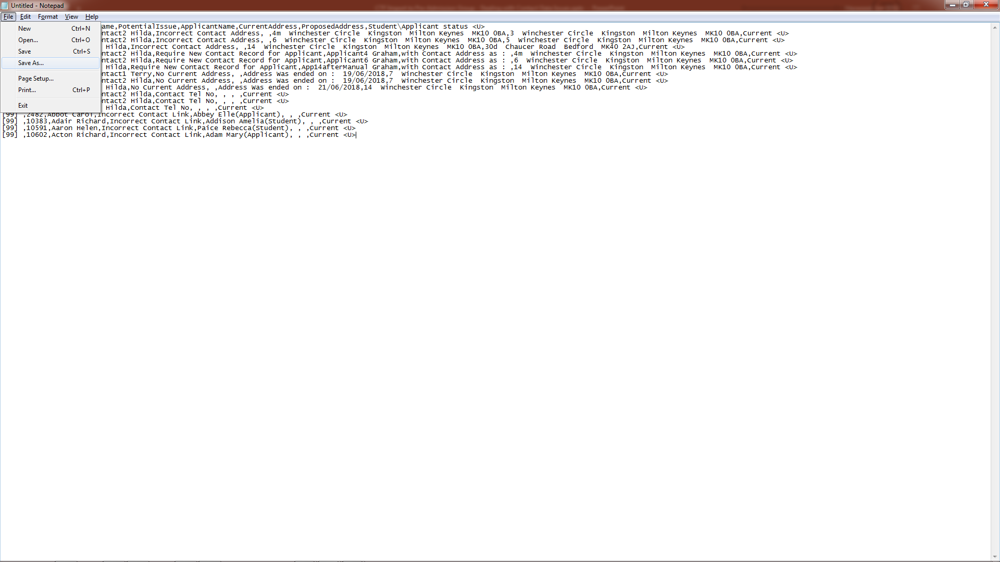 Untitled - Notepad
File Edit Format View Help
ame,PotentialIssue,ApplicantName,CurrentAddress,ProposedAddress,Student\Applicant status <U>
New Ctrl+N
ntact2 Hilda,Incorrect Contact Address, ,4m  Winchester Circle  Kingston  Milton Keynes  MK10 0BA,3  Winchester Circle  Kingston  Milton Keynes  MK10 0BA,Current <U>
Open... Ctrl+O
ntact2 Hilda,Incorrect Contact Address, ,6  Winchester Circle  Kingston  Milton Keynes  MK10 0BA,5  Winchester Circle  Kingston  Milton Keynes  MK10 0BA,Current <U>
Hilda,Incorrect Contact Address, ,14  Winchester Circle  Kingston  Milton Keynes  MK10 0BA,30d  Chaucer Road  Bedford  MK40 2AJ,Current <U>
Save Ctrl+S
ntact2 Hilda,Require New Contact Record for Applicant,Applicant4 Graham,with Contact Address as : ,4m  Winchester Circle  Kingston  Milton Keynes  MK10 0BA,Current <U>
ntact2 Hilda,Require New Contact Record for Applicant,Applicant6 Graham,with Contact Address as : ,6  Winchester Circle  Kingston  Milton Keynes  MK10 0BA,Current <U>
Save As...
Hilda,Require New Contact Record for Applicant,App14afterManual Graham,with Contact Address as : ,14  Winchester Circle  Kingston  Milton Keynes  MK10 0BA,Current <U>
ntact1 Terry,No Current Address, ,Address Was ended on :  19/06/2018,7  Winchester Circle  Kingston  Milton Keynes  MK10 0BA,Current <U>
Page Setup...
ntact2 Hilda,No Current Address, ,Address Was ended on :  19/06/2018,7  Winchester Circle  Kingston  Milton Keynes  MK10 0BA,Current <U>
Hilda,No Current Address, ,Address Was ended on :  21/06/2018,14  Winchester Circle  Kingston  Milton Keynes  MK10 0BA,Current <U>
Print... Ctrl+P
ntact2 Hilda,Contact Tel No, , , ,Current <U>
ntact2 Hilda,Contact Tel No, , , ,Current <U>
Exit
Hilda,Contact Tel No, , , ,Current <U>
[99] ,2482,Abbot Carol,Incorrect Contact Link,Abbey Elle(Applicant), , ,Current <U>
[99] ,10383,Adair Richard,Incorrect Contact Link,Addison Amelia(Student), , ,Current <U>
[99] ,10591,Aaron Helen,Incorrect Contact Link,Paice Rebecca(Student), , ,Current <U>
[99] ,10602,Acton Richard,Incorrect Contact Link,Adam Mary(Applicant), , ,Current <U>